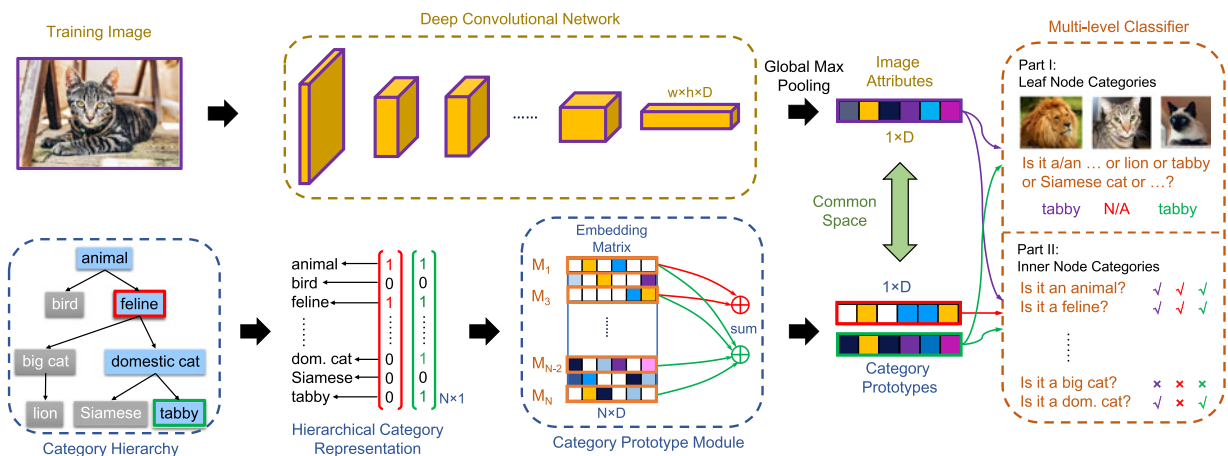 Training Image
Deep Convolutional Network
w×h×D
......
Global Max
Pooling
Image
Attributes
1×D
Common
Space
1×D
Category
Prototypes
Multi-level Classifier
Part I:
Leaf Node Categories
Is it a/an ... or lion or tabby
or Siamese cat or ...?
tabby N/A tabby
Part II:
Inner Node Categories
Is it an animal? √ √ √
Is it a feline? √ √ √
......
Is it a big cat? × × ×
Is it a dom. cat? √ × √
animal
bird feline
big cat domestic cat
lion Siamese tabby
Category Hierarchy
animal 1 1
bird 0 0
feline 1 1
dom. cat 0 1
Siamese 0 0
tabby 0 1
N×1
Hierarchical Category
Representation
Embedding
Matrix
M1
M3
......
MN-2
MN
sum
N×D
Category Prototype Module